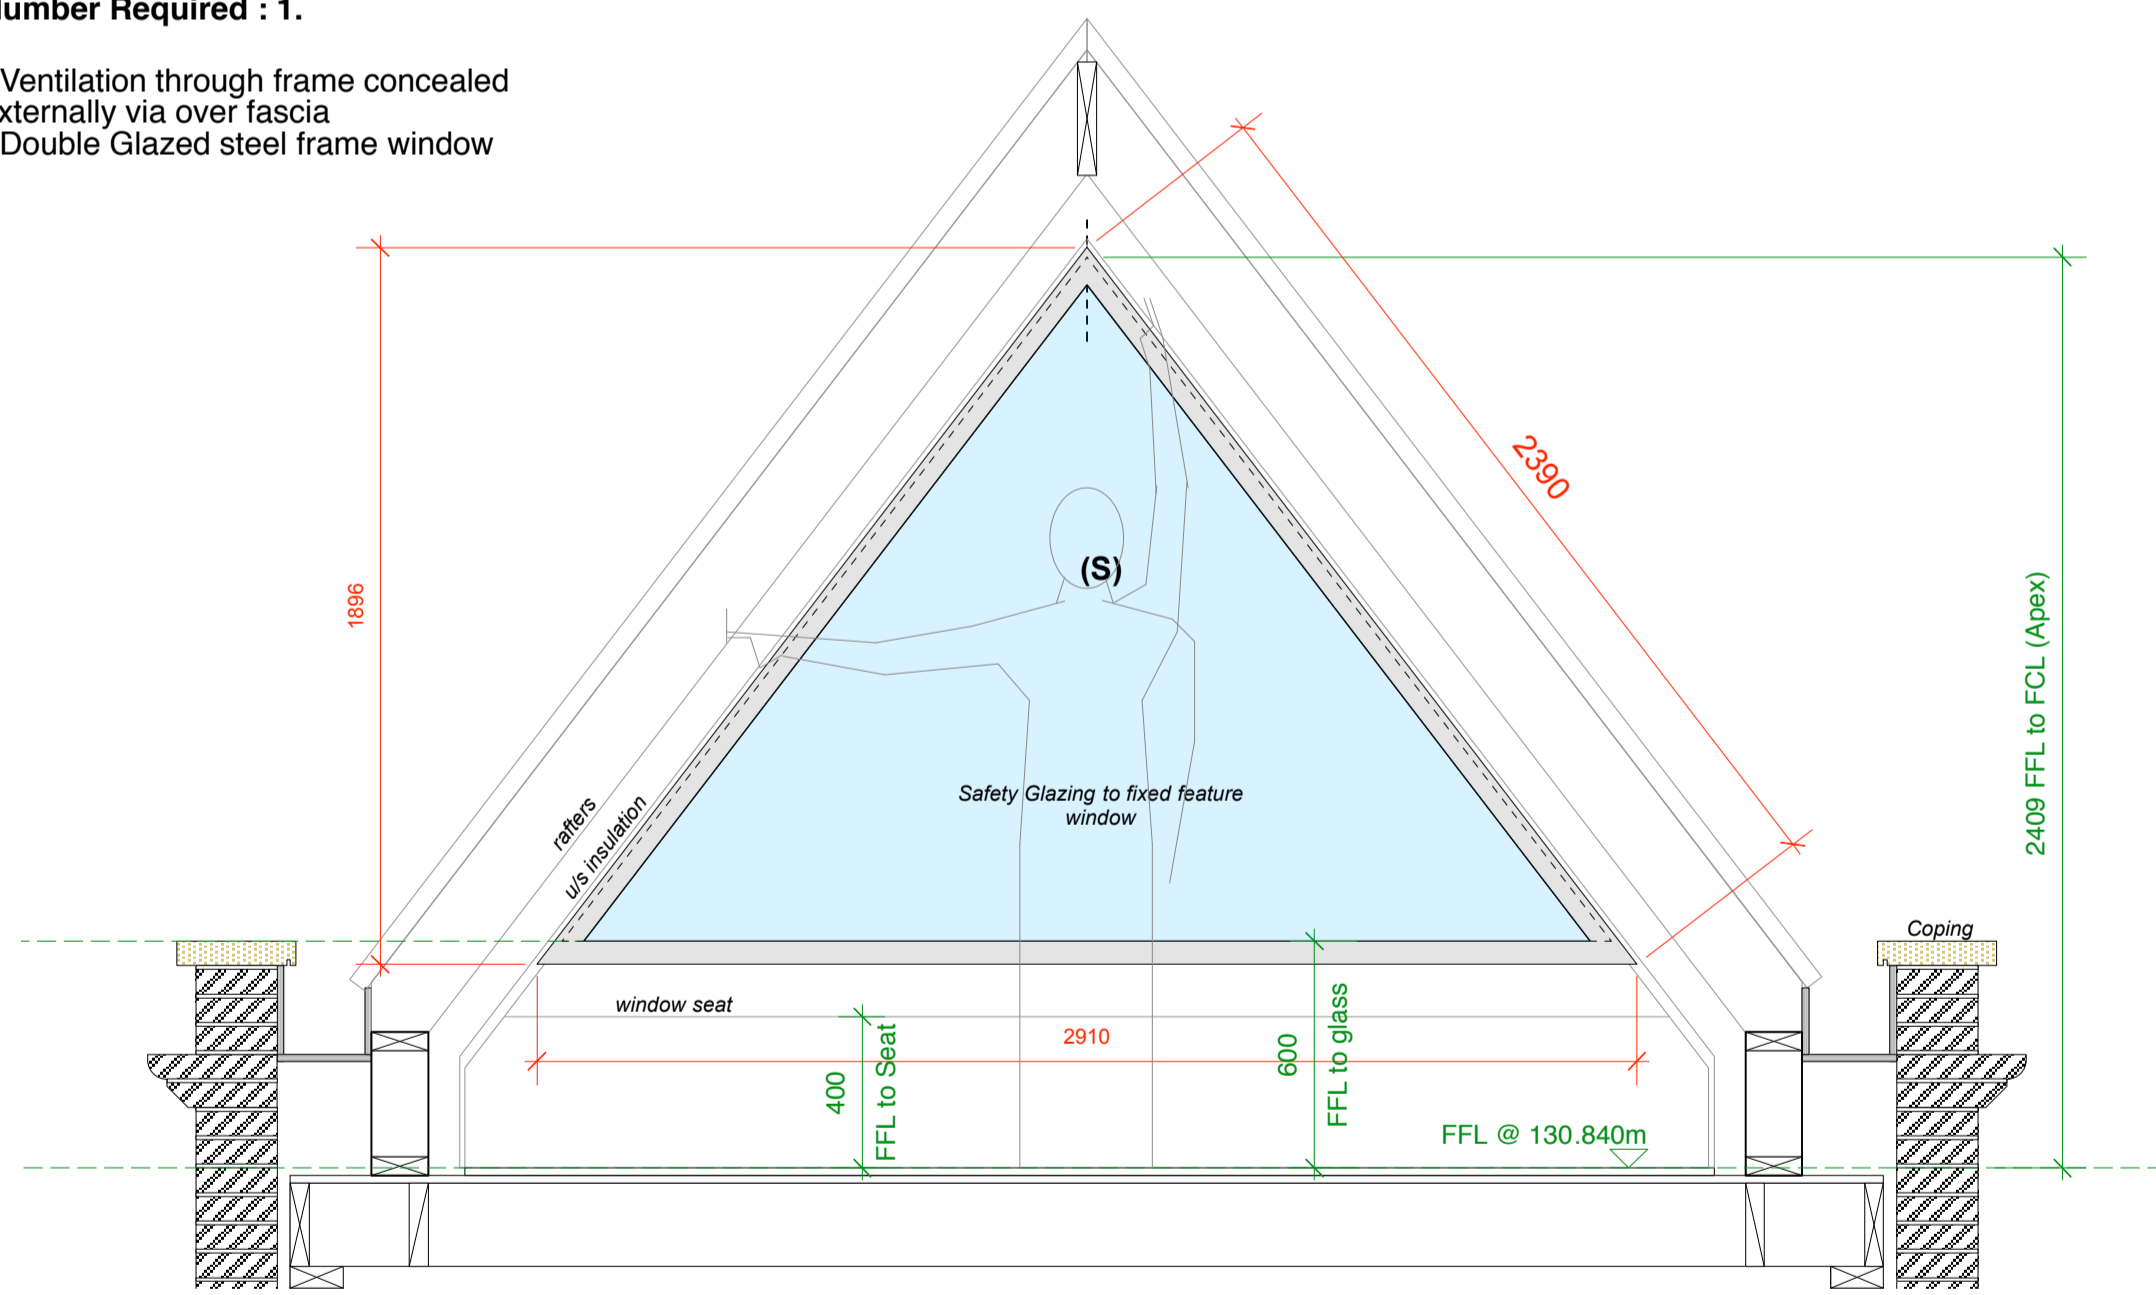 umber Required : 1.
Ventilation through frame concealed
xternally via over fascia
Double Glazed steel frame window
2390
1896
(S)
2409 FFL to FCL (Apex)
Safety Glazing to fixed feature
window
rafters
u/s insulation
Coping
window seat
2910
400
FFL to Seat
600
FFL to glass
FFL @ 130.840m